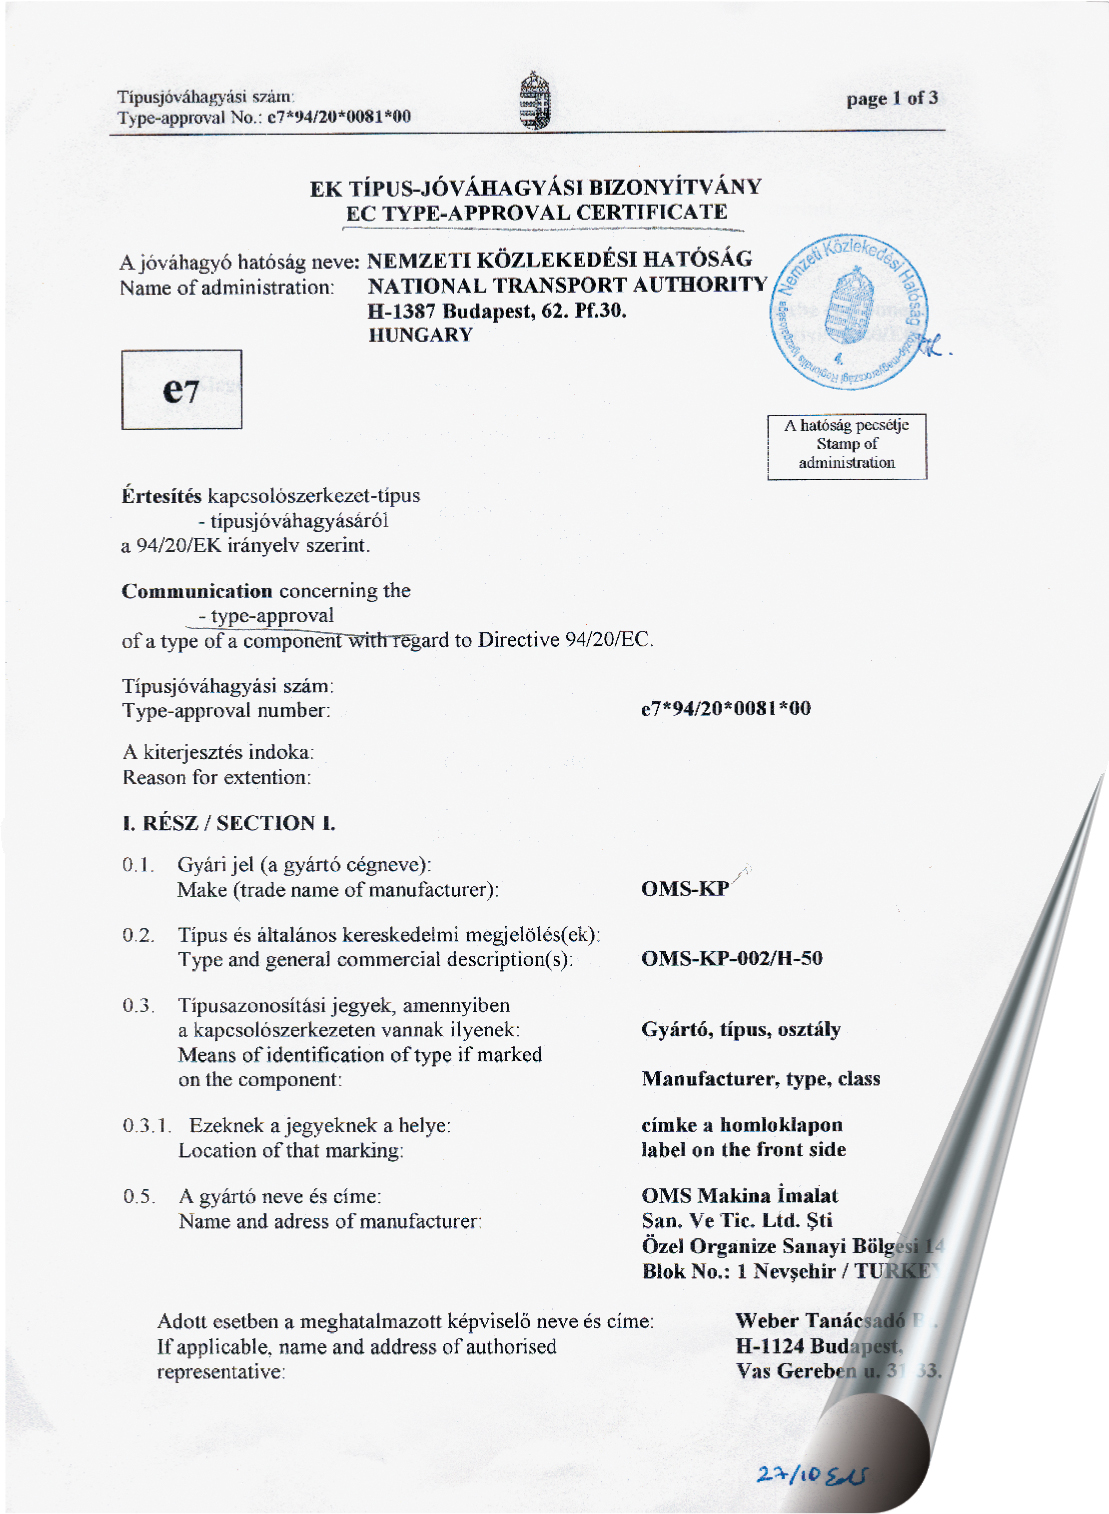 Típusjóváhagyási szám:
Type-approval No.: e7*94/20*0081*00
page 1 of 3
EK TÍPUS-JÓVÁHAGYÁSI BIZONYÍTVÁNY
EC TYPE-APPROVAL CERTIFICATE
A jóváhagyó hatóság neve: NEMZETI KÖZLEKEDÉSI HATÓSÁG
Name of administration: NATIONAL TRANSPORT AUTHORITY
H-1387 Budapest, 62. Pf.30.
HUNGARY
Nemzeti Közlekedési Hatóság
4.
e7
A hatóság pecsétje
Stamp of
administration
Értesítés kapcsolószerkezet-típus
- típusjóváhagyásáról
a 94/20/EK irányelv szerint.
Communication concerning the
- type-approval
of a type of a component with regard to Directive 94/20/EC.
Típusjóváhagyási szám:
Type-approval number: e7*94/20*0081*00
A kiterjesztés indoka:
Reason for extention:
I. RÉSZ / SECTION I.
0.1. Gyári jel (a gyártó cégneve):
Make (trade name of manufacturer): OMS-KP
0.2. Típus és általános kereskedelmi megjelölés(ek):
Type and general commercial description(s): OMS-KP-002/H-50
0.3. Típusazonosítási jegyek, amennyiben
a kapcsolószerkezeten vannak ilyenek: Gyártó, típus, osztály
Means of identification of type if marked
on the component: Manufacturer, type, class
0.3.1. Ezeknek a jegyeknek a helye: címke a homloklapon
Location of that marking: label on the front side
0.5. A gyártó neve és címe: OMS Makina İmalat
Name and adress of manufacturer: San. Ve Tic. Ltd. Şti
Özel Organize Sanayi Bölgesi 14
Blok No.: 1 Nevşehir / TURKEY
Adott esetben a meghatalmazott képviselő neve és címe: Weber Tanácsadó
If applicable, name and address of authorised H-1124 Budapest,
representative: Vas Gereben u. 31 33.
27/10